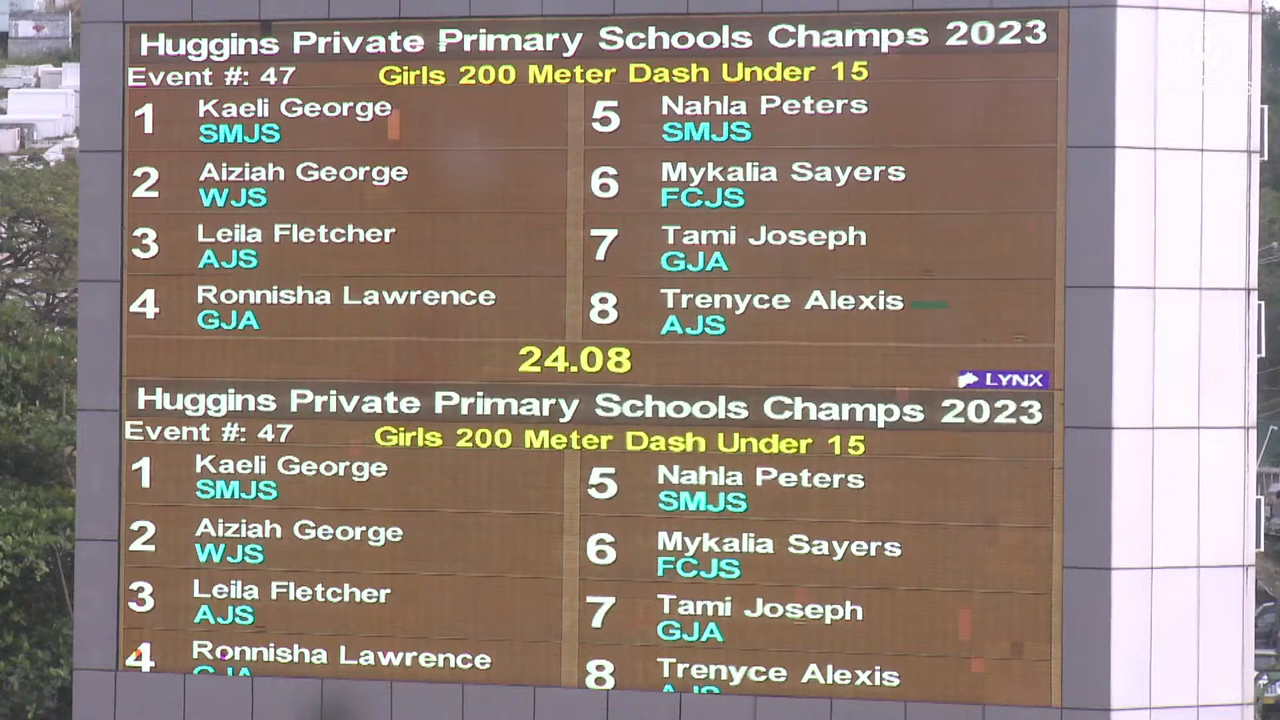 Huggins Private Primary Schools Champs 2023
Event #: 47 Girls 200 Meter Dash Under 15
1 Kaeli George 5 Nahla Peters
SMJS SMJS
2 Aiziah George 6 Mykalia Sayers
WJS FCJS
3 Leila Fletcher 7 Tami Joseph
AJS GJA
4 Ronnisha Lawrence 8 Trenyce Alexis
GJA AJS
24.08
LYNX
Huggins Private Primary Schools Champs 2023
Event #: 47 Girls 200 Meter Dash Under 15
1 Kaeli George 5 Nahla Peters
SMJS SMJS
2 Aiziah George 6 Mykalia Sayers
WJS FCJS
3 Leila Fletcher 7 Tami Joseph
AJS GJA
4 Ronnisha Lawrence 8 Trenyce Alexis
GJA AJS